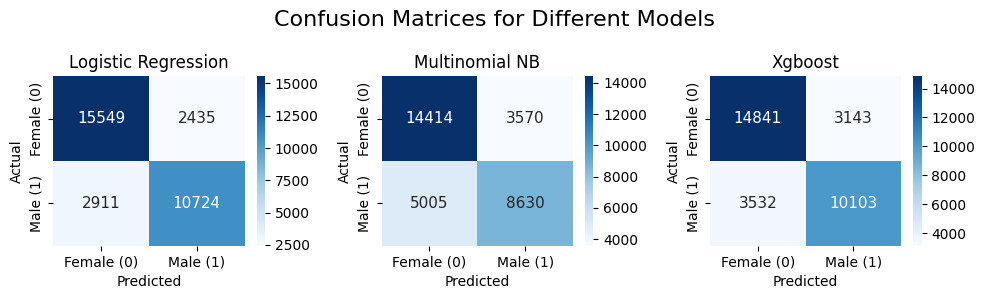 Confusion Matrices for Different Models
Logistic Regression
Actual
Female (0)
Male (1)
15549 2435
2911 10724
Female (0) Male (1)
Predicted
15000
12500
10000
7500
5000
2500
Multinomial NB
Actual
Female (0)
Male (1)
14414 3570
5005 8630
Female (0) Male (1)
Predicted
14000
12000
10000
8000
6000
4000
Xgboost
Actual
Female (0)
Male (1)
14841 3143
3532 10103
Female (0) Male (1)
Predicted
14000
12000
10000
8000
6000
4000